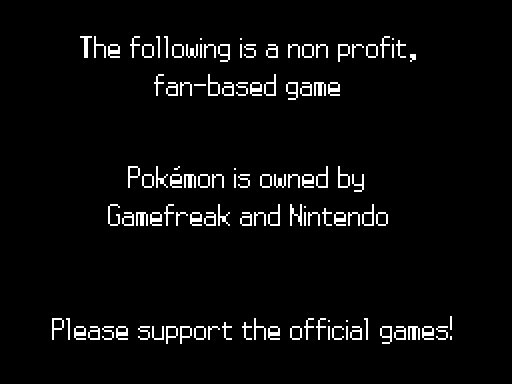 The following is a non profit,
fan-based game
Pokémon is owned by
Gamefreak and Nintendo
Please support the official games!